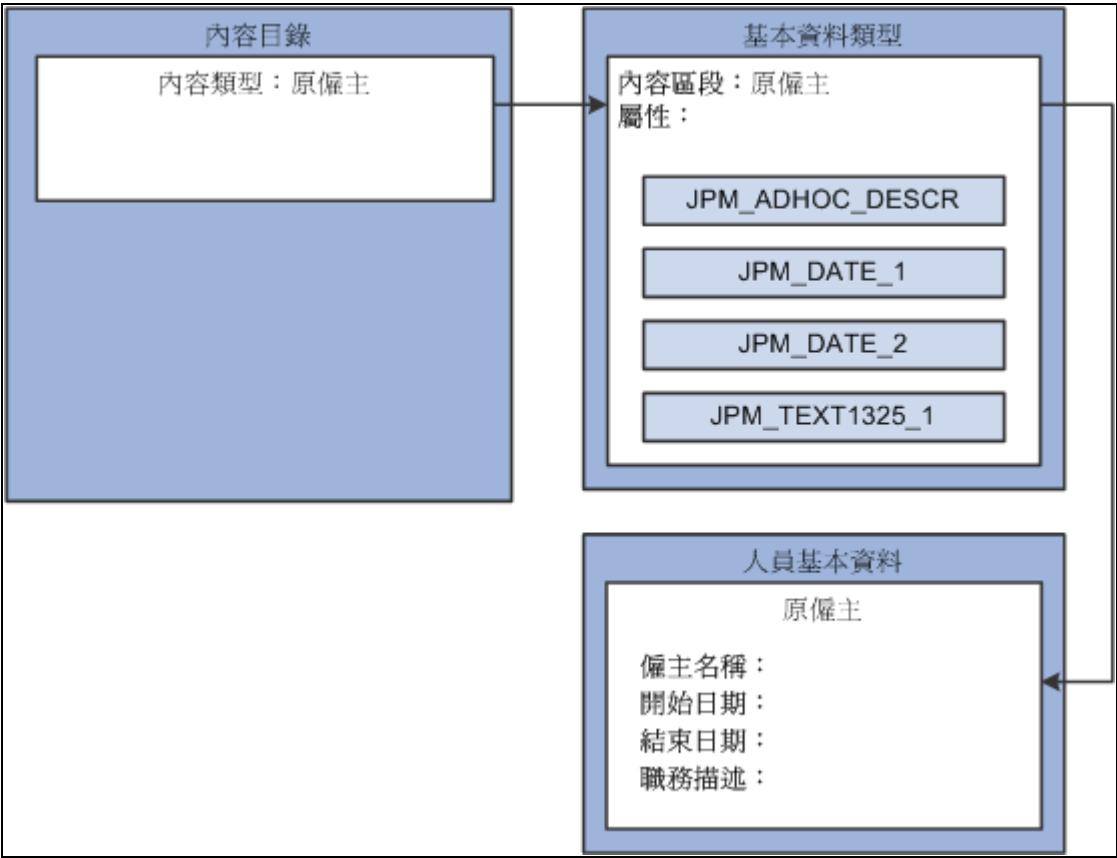 內容目錄
內容類型：原僱主
基本資料類型
內容區段：原僱主
屬性：
JPM_ADHOC_DESCR
JPM_DATE_1
JPM_DATE_2
JPM_TEXT1325_1
人員基本資料
原僱主
僱主名稱：
開始日期：
結束日期：
職務描述：